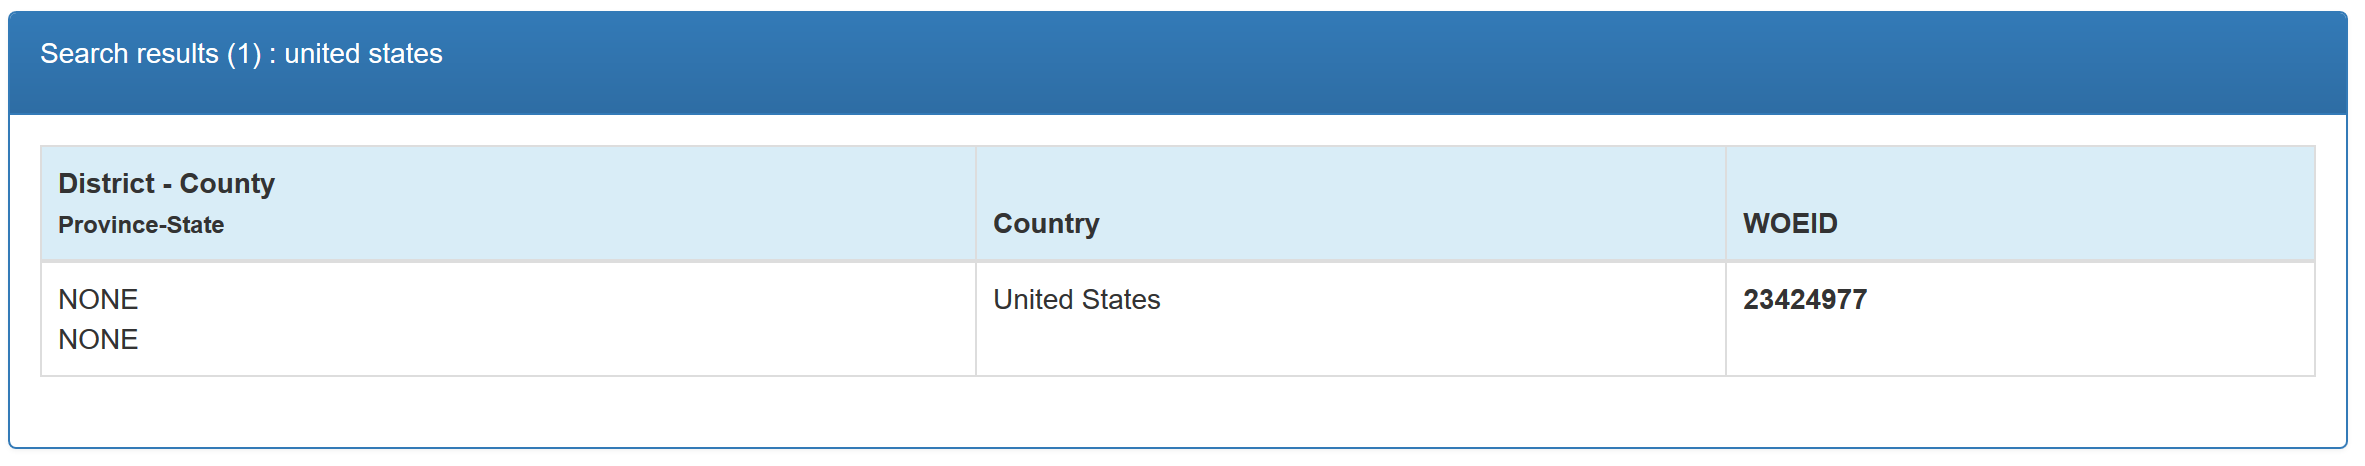 Search results (1) : united states
District - County
Province-State
Country
WOEID
NONE
NONE
United States
23424977